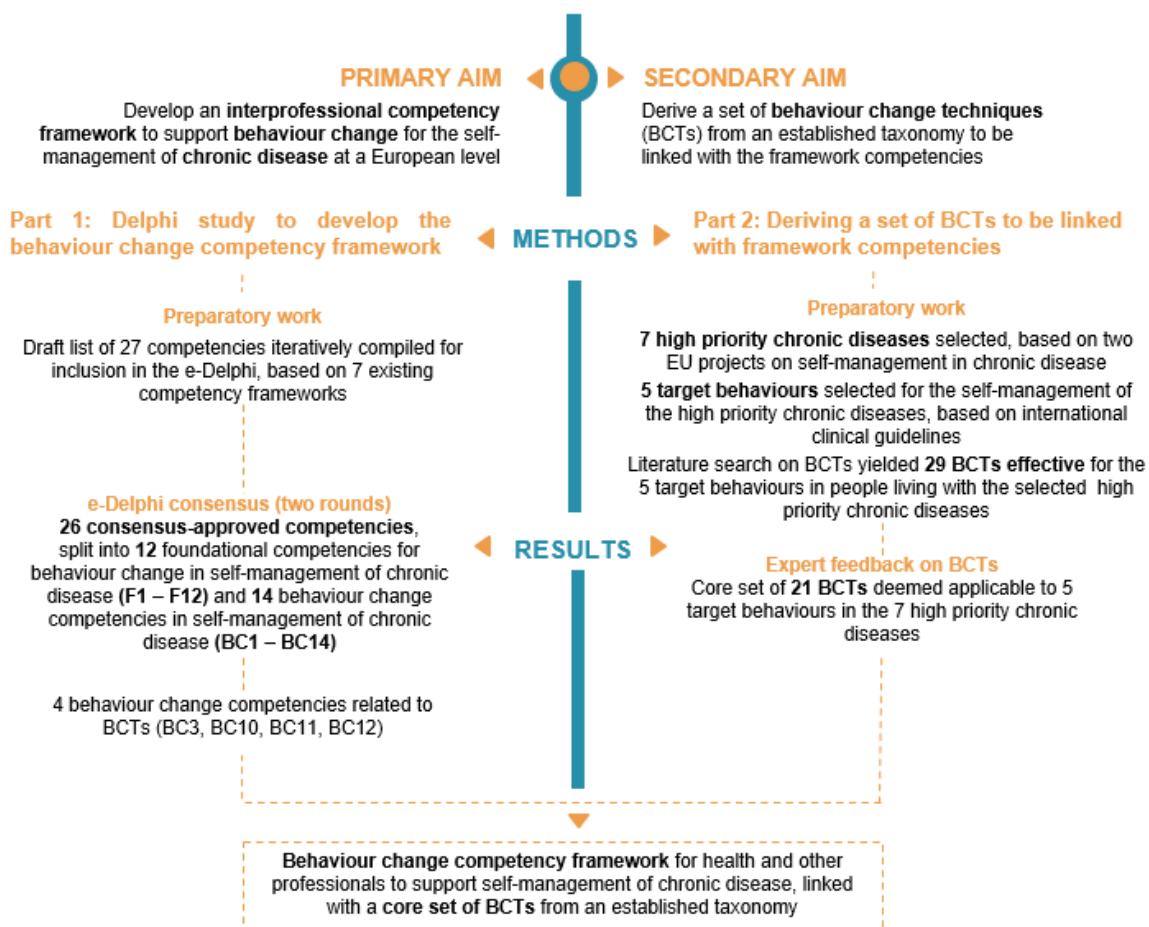 PRIMARY AIM
Develop an interprofessional competency
framework to support behaviour change for the self-
management of chronic disease at a European level
SECONDARY AIM
Derive a set of behaviour change techniques
(BCTs) from an established taxonomy to be
linked with the framework competencies
METHODS
Part 1: Delphi study to develop the
behaviour change competency framework
Preparatory work
Draft list of 27 competencies iteratively compiled for
inclusion in the e-Delphi, based on 7 existing
competency frameworks
Part 2: Deriving a set of BCTs to be linked
with framework competencies
Preparatory work
7 high priority chronic diseases selected, based on two
EU projects on self-management in chronic disease
5 target behaviours selected for the self-management of
the high priority chronic diseases, based on international
clinical guidelines
Literature search on BCTs yielded 29 BCTs effective for the
5 target behaviours in people living with the selected high
priority chronic diseases
RESULTS
e-Delphi consensus (two rounds)
26 consensus-approved competencies,
split into 12 foundational competencies for
behaviour change in self-management of chronic
disease (F1 – F12) and 14 behaviour change
competencies in self-management of chronic
disease (BC1 – BC14)
4 behaviour change competencies related to
BCTs (BC3, BC10, BC11, BC12)
Expert feedback on BCTs
Core set of 21 BCTs deemed applicable to 5
target behaviours in the 7 high priority chronic
diseases
Behaviour change competency framework for health and other
professionals to support self-management of chronic disease, linked
with a core set of BCTs from an established taxonomy